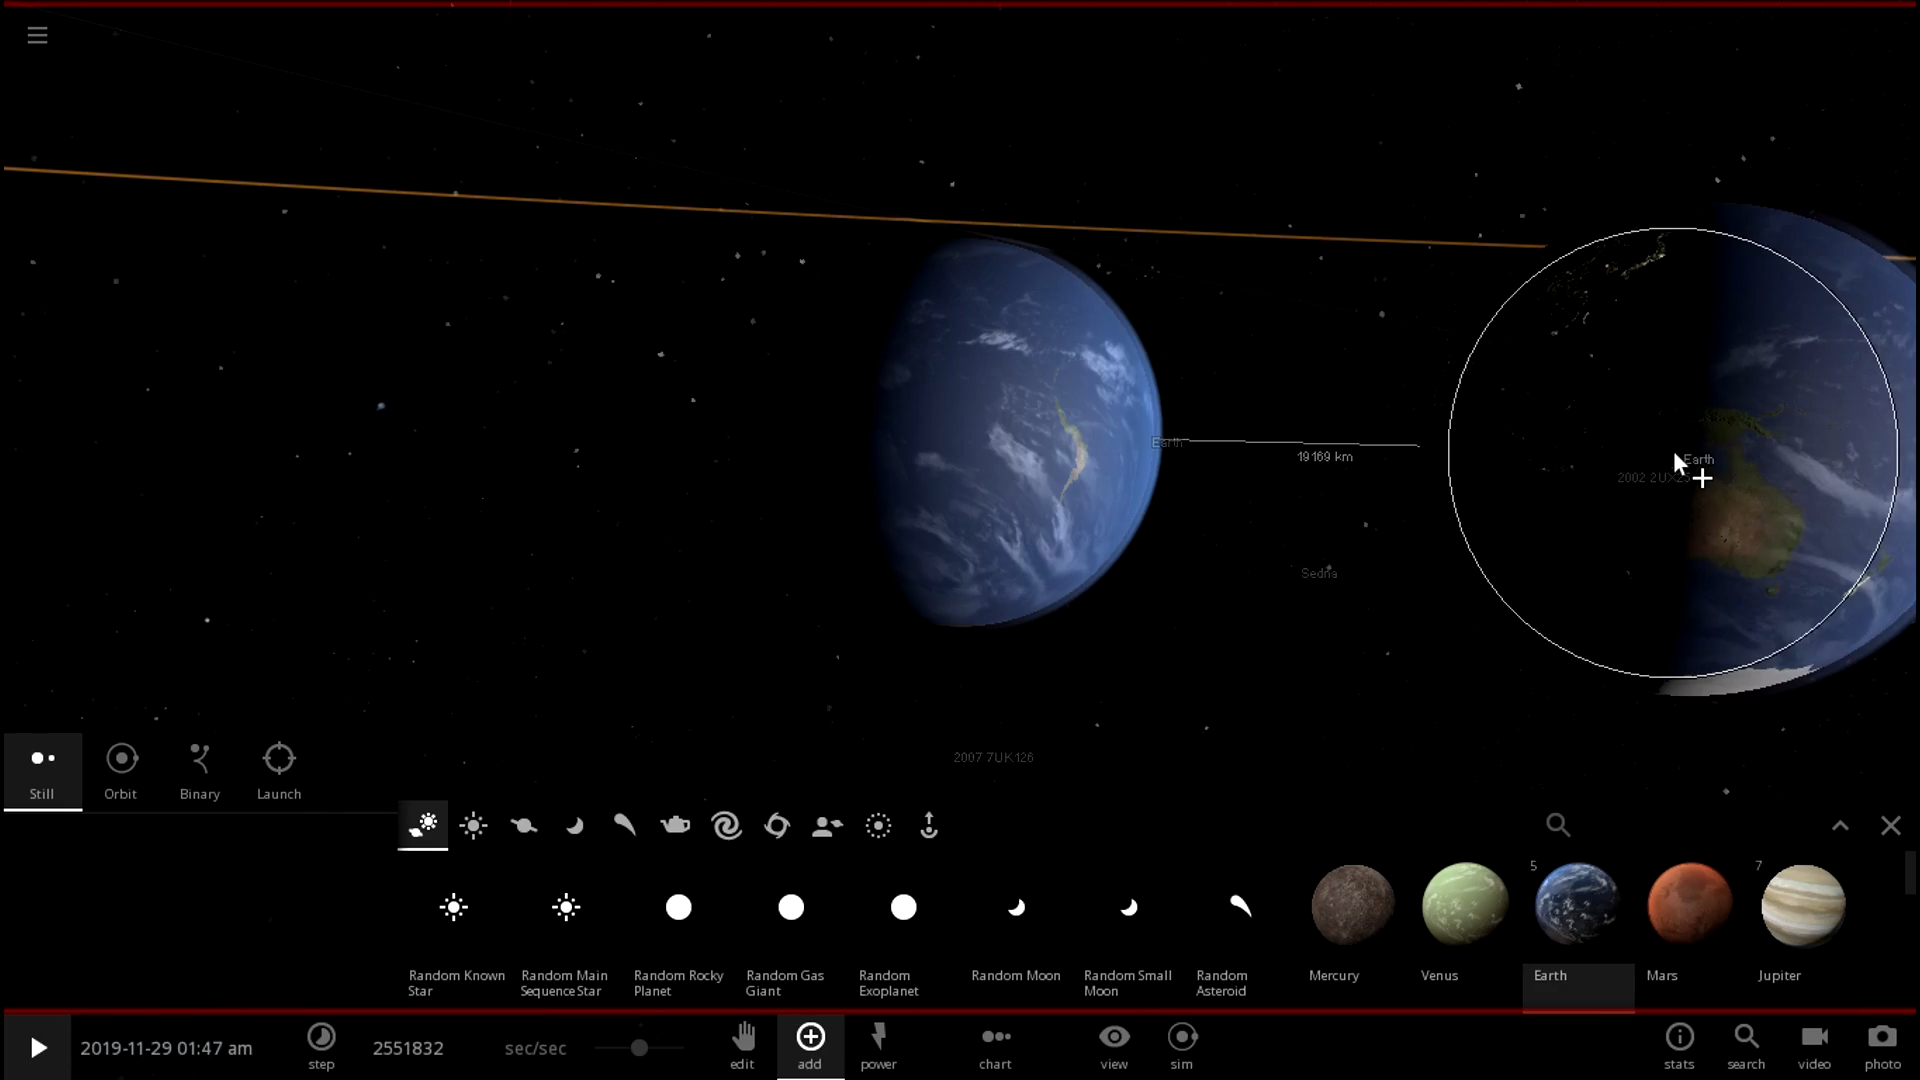 Earth
19169 km
Earth
2002 2UX25
Sedna
2007 7UK126
Still
Orbit
Binary
Launch
5
7
Random Known
Star
Random Main
Sequence Star
Random Rocky
Planet
Random Gas
Giant
Random
Exoplanet
Random Moon
Random Small
Moon
Random
Asteroid
Mercury
Venus
Earth
Mars
Jupiter
2019-11-29 01:47 am
step
2551832
sec/sec
edit
add
power
chart
view
sim
stats
search
video
photo